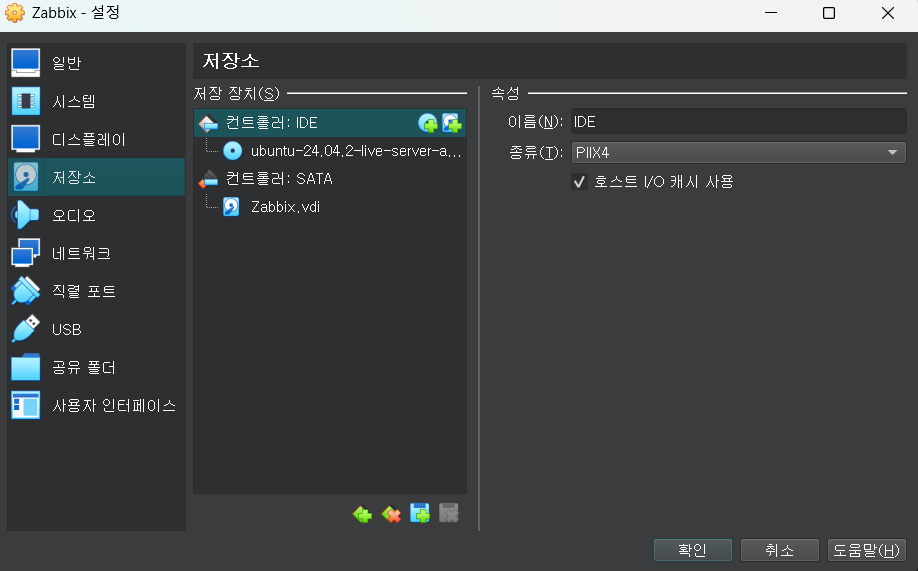 Zabbix - 설정
일반
시스템
디스플레이
저장소
오디오
네트워크
직렬 포트
USB
공유 폴더
사용자 인터페이스
저장소
저장 장치(S)
컨트롤러: IDE
ubuntu-24.04.2-live-server-a...
컨트롤러: SATA
Zabbix.vdi
속성
이름(N): IDE
종류(T): PIIX4
호스트 I/O 캐시 사용
확인
취소
도움말(H)